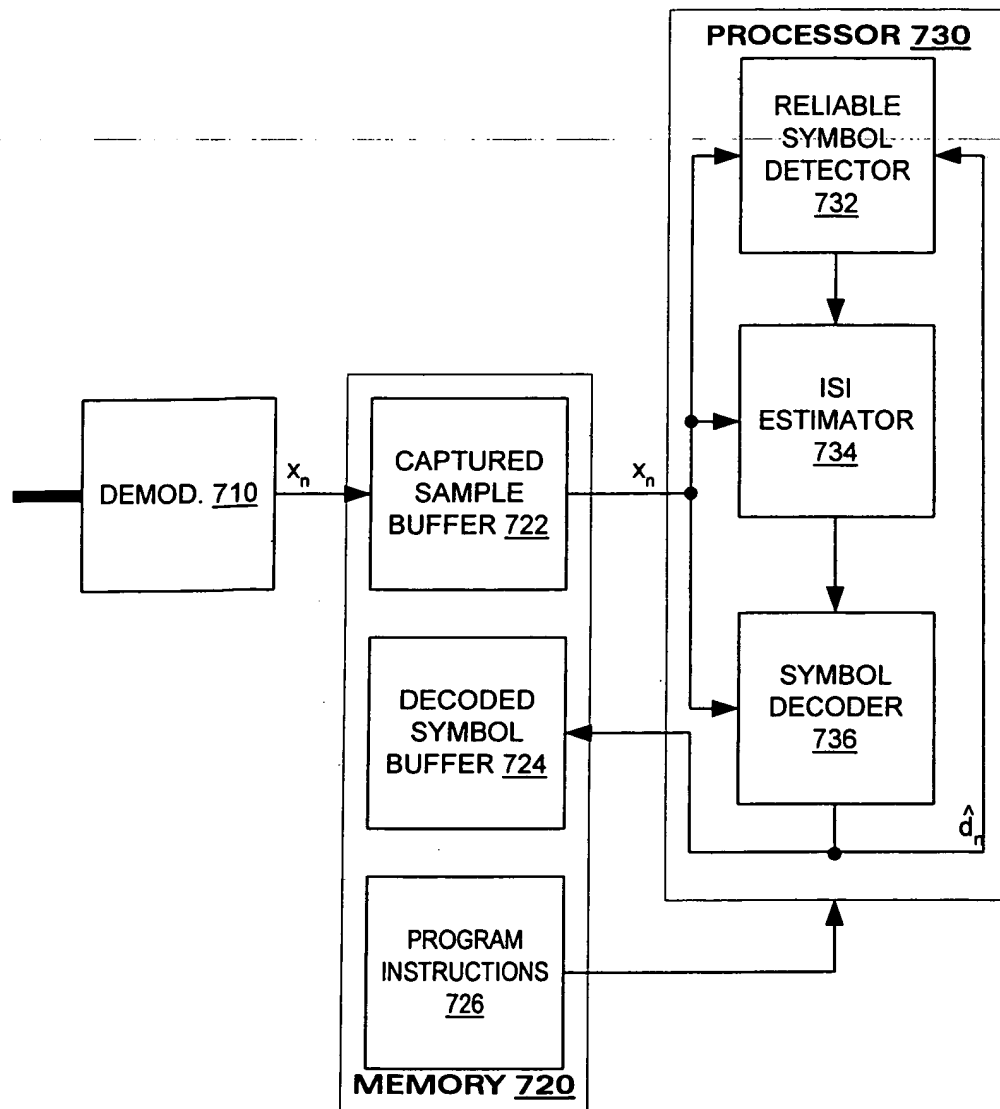 PROCESSOR 730
RELIABLE
SYMBOL
DETECTOR
732
ISI
ESTIMATOR
734
SYMBOL
DECODER
736
d̂n
DEMOD. 710
xn
CAPTURED
SAMPLE
BUFFER 722
xn
DECODED
SYMBOL
BUFFER 724
PROGRAM
INSTRUCTIONS
726
MEMORY 720